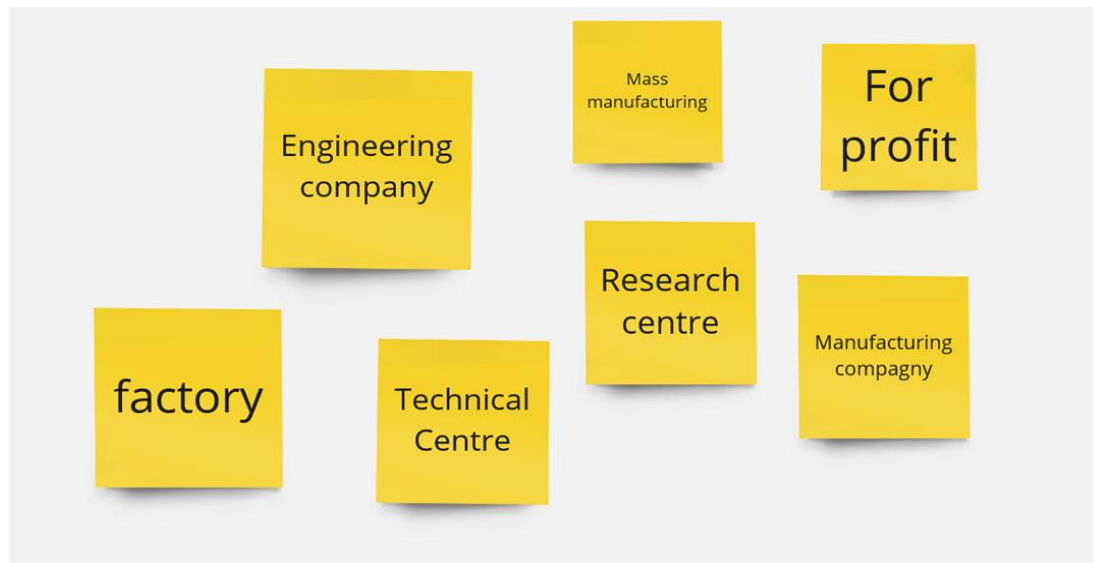 Engineering
company
Mass
manufacturing
For
profit
factory
Technical
Centre
Research
centre
Manufacturing
compagny